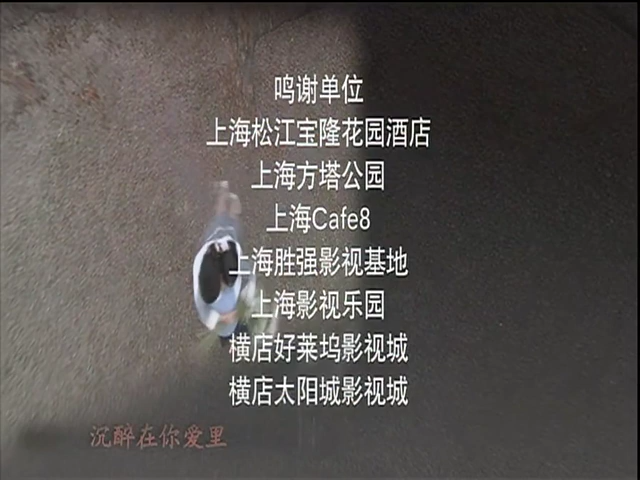 鸣谢单位
上海松江宝隆花园酒店
上海方塔公园
上海Cafe8
上海胜强影视基地
上海影视乐园
横店好莱坞影视城
横店太阳城影视城
沉醉在你爱里